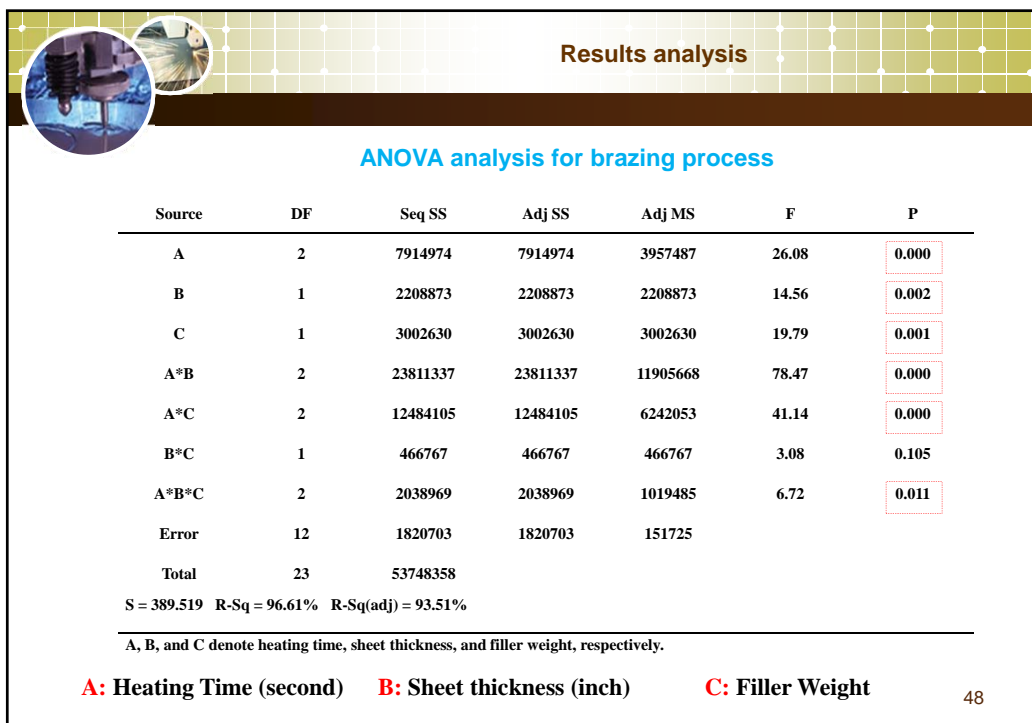 Results analysis
ANOVA analysis for brazing process
Source DF Seq SS Adj SS Adj MS F P
A 2 7914974 7914974 3957487 26.08 0.000
B 1 2208873 2208873 2208873 14.56 0.002
C 1 3002630 3002630 3002630 19.79 0.001
A*B 2 23811337 23811337 11905668 78.47 0.000
A*C 2 12484105 12484105 6242053 41.14 0.000
B*C 1 466767 466767 466767 3.08 0.105
A*B*C 2 2038969 2038969 1019485 6.72 0.011
Error 12 1820703 1820703 151725
Total 23 53748358
S = 389.519 R-Sq = 96.61% R-Sq(adj) = 93.51%
A, B, and C denote heating time, sheet thickness, and filler weight, respectively.
A: Heating Time (second) B: Sheet thickness (inch) C: Filler Weight
48